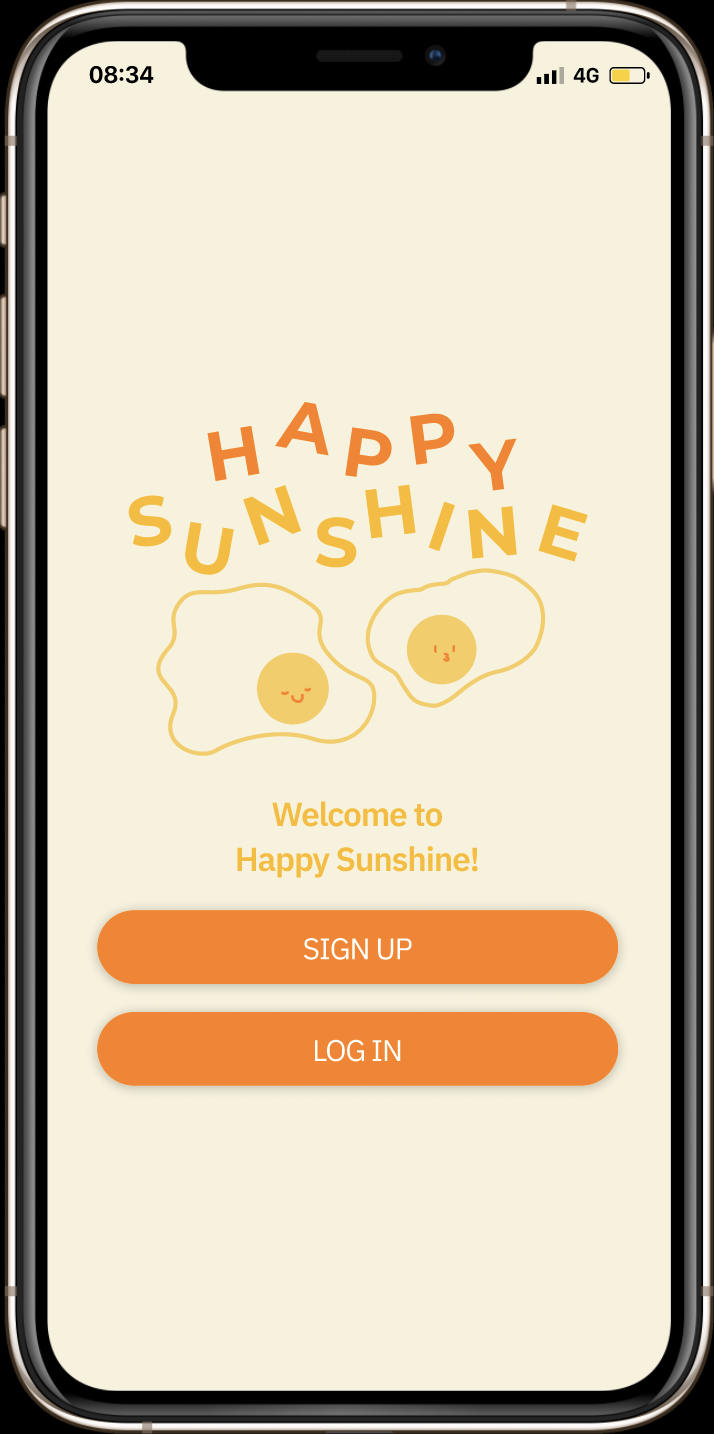 08:34
4G
HAPPY
SUNSHINE
Welcome to
Happy Sunshine!
SIGN UP
LOG IN